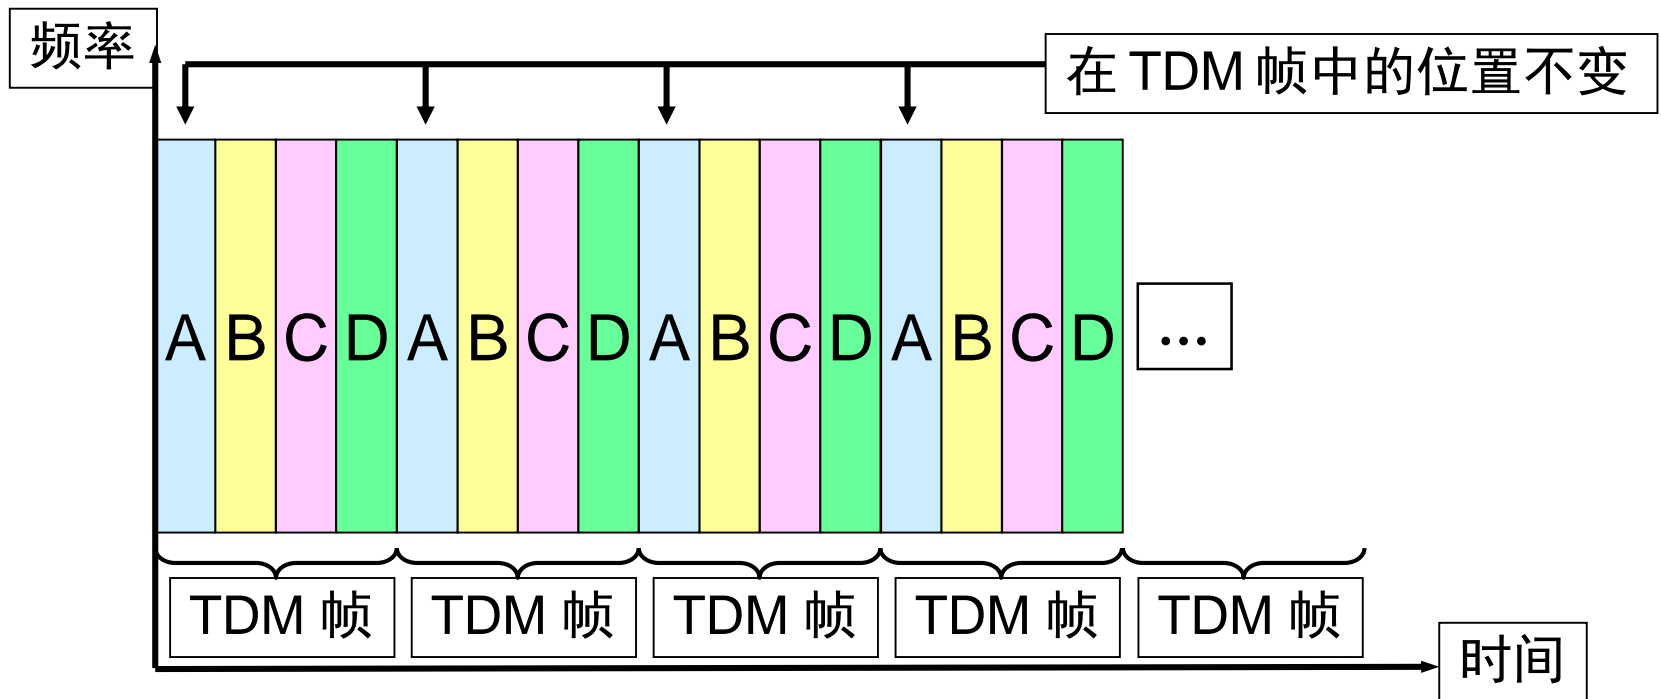 频率
在 TDM 帧中的位置不变
A B C D A B C D A B C D A B C D
...
TDM 帧 TDM 帧 TDM 帧 TDM 帧 TDM 帧
时间